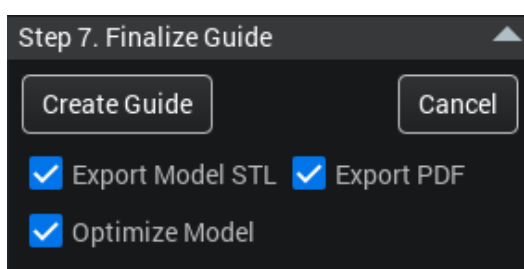 Step 7. Finalize Guide
Create Guide Cancel
Export Model STL Export PDF
Optimize Model